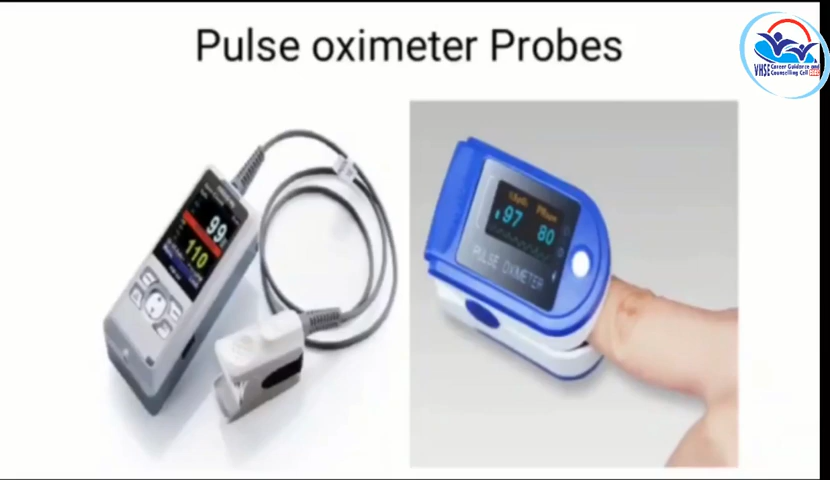 Pulse oximeter Probes
VHSE Career Guidance and
Counselling Cell
99
110
%SpO₂ PRbpm
97 80
PULSE OXIMETER